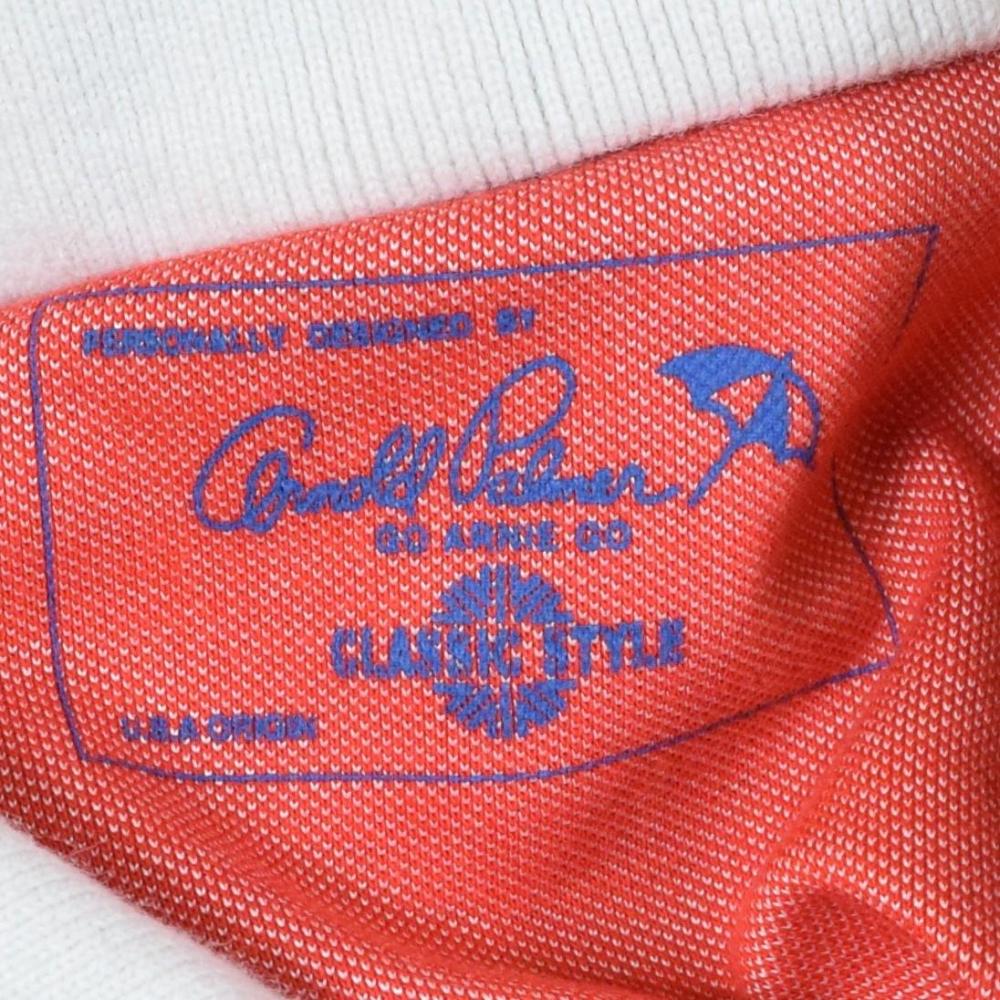 PERSONALLY DESIGNED BY
Arnold Palmer
GO ARNIE GO
CLASSIC STYLE
U.S.A ORIGIN